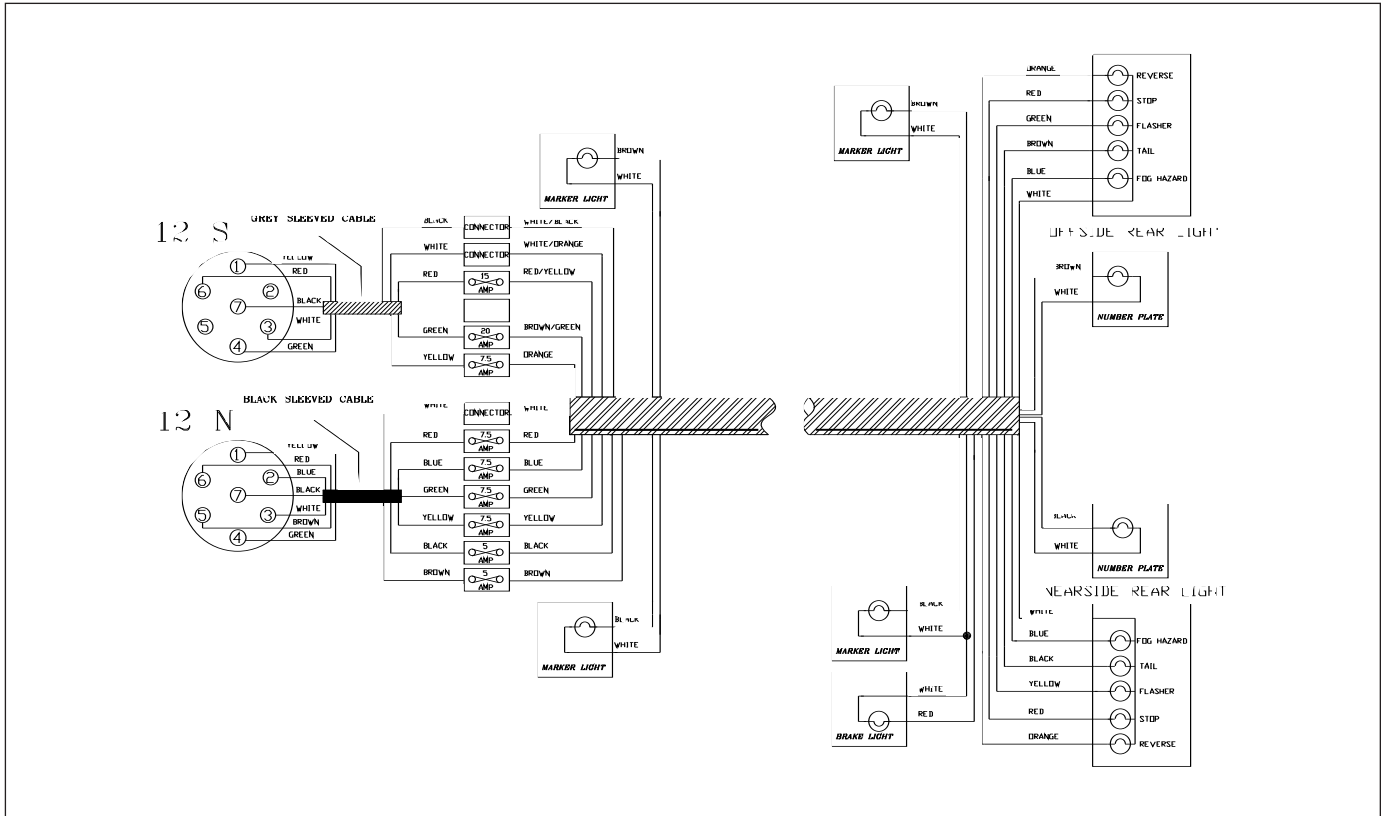 12 S
GREY SLEEVED CABLE
1
2
3
4
5
6
7
YELLOW
RED
BLACK
WHITE
GREEN
BLACK CONNECTOR WHITE/BLACK
WHITE CONNECTOR WHITE/ORANGE
RED 15 AMP RED/YELLOW
GREEN 20 AMP BROWN/GREEN
YELLOW 7.5 AMP ORANGE
12 N
BLACK SLEEVED CABLE
1
2
3
4
5
6
7
YELLOW
RED
BLUE
BLACK
WHITE
BROWN
GREEN
WHITE CONNECTOR WHITE
RED 7.5 AMP RED
BLUE 7.5 AMP BLUE
GREEN 7.5 AMP GREEN
YELLOW 7.5 AMP YELLOW
BLACK 5 AMP BLACK
BROWN 5 AMP BROWN
BROWN
WHITE
MARKER LIGHT
BLACK
WHITE
MARKER LIGHT
BROWN
WHITE
MARKER LIGHT
BLACK
WHITE
MARKER LIGHT
WHITE
RED
BRAKE LIGHT
ORANGE REVERSE
RED STOP
GREEN FLASHER
BROWN TAIL
BLUE FOG HAZARD
WHITE
OFFSIDE REAR LIGHT
BROWN
WHITE
NUMBER PLATE
BLACK
WHITE
NUMBER PLATE
NEARSIDE REAR LIGHT
WHITE
BLUE FOG HAZARD
BLACK TAIL
YELLOW FLASHER
RED STOP
ORANGE REVERSE